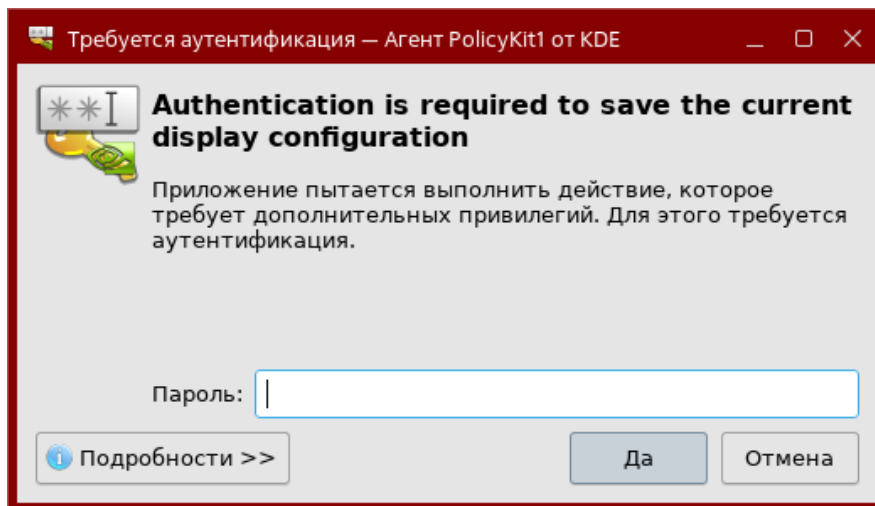 Требуется аутентификация — Агент PolicyKit1 от KDE
Authentication is required to save the current
display configuration
Приложение пытается выполнить действие, которое
требует дополнительных привилегий. Для этого требуется
аутентификация.
Пароль:
Подробности >>
Да
Отмена